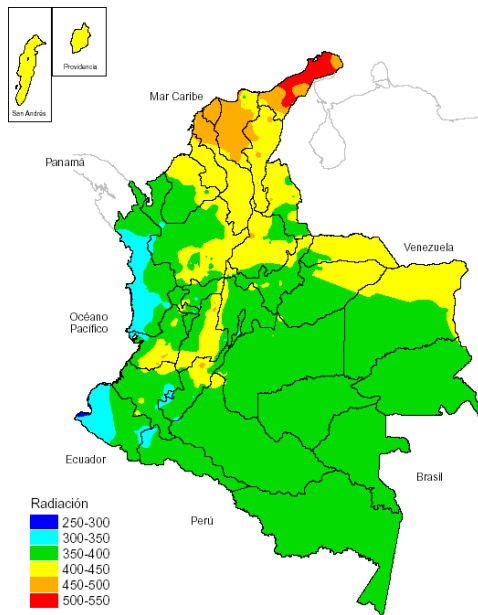 San Andrés
Providencia
Mar Caribe
Panamá
Venezuela
Océano
Pacífico
Ecuador
Brasil
Perú
Radiación
250-300
300-350
350-400
400-450
450-500
500-550